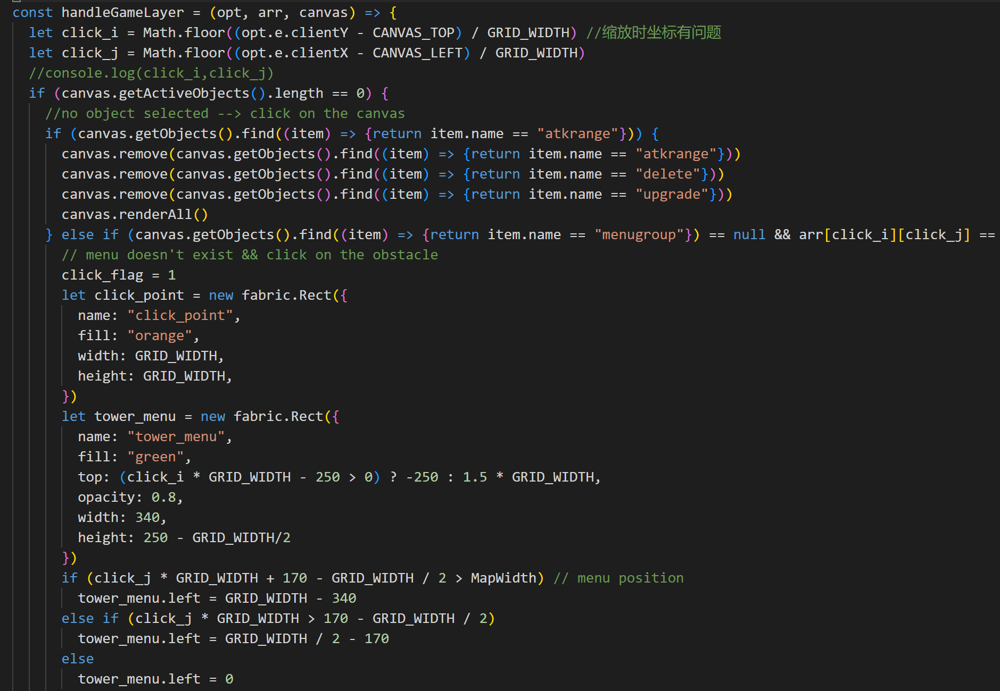 const handleGameLayer = (opt, arr, canvas) => {
let click_i = Math.floor((opt.e.clientY - CANVAS_TOP) / GRID_WIDTH) //缩放时坐标有问题
let click_j = Math.floor((opt.e.clientX - CANVAS_LEFT) / GRID_WIDTH)
//console.log(click_i,click_j)
if (canvas.getActiveObjects().length == 0) {
//no object selected --> click on the canvas
if (canvas.getObjects().find((item) => {return item.name == "atkrange"})) {
canvas.remove(canvas.getObjects().find((item) => {return item.name == "atkrange"}))
canvas.remove(canvas.getObjects().find((item) => {return item.name == "delete"}))
canvas.remove(canvas.getObjects().find((item) => {return item.name == "upgrade"}))
canvas.renderAll()
} else if (canvas.getObjects().find((item) => {return item.name == "menugroup"}) == null && arr[click_i][click_j] ==
// menu doesn't exist && click on the obstacle
click_flag = 1
let click_point = new fabric.Rect({
name: "click_point",
fill: "orange",
width: GRID_WIDTH,
height: GRID_WIDTH,
})
let tower_menu = new fabric.Rect({
name: "tower_menu",
fill: "green",
top: (click_i * GRID_WIDTH - 250 > 0) ? -250 : 1.5 * GRID_WIDTH,
opacity: 0.8,
width: 340,
height: 250 - GRID_WIDTH/2
})
if (click_j * GRID_WIDTH + 170 - GRID_WIDTH / 2 > MapWidth) // menu position
tower_menu.left = GRID_WIDTH - 340
else if (click_j * GRID_WIDTH > 170 - GRID_WIDTH / 2)
tower_menu.left = GRID_WIDTH / 2 - 170
else
tower_menu.left = 0